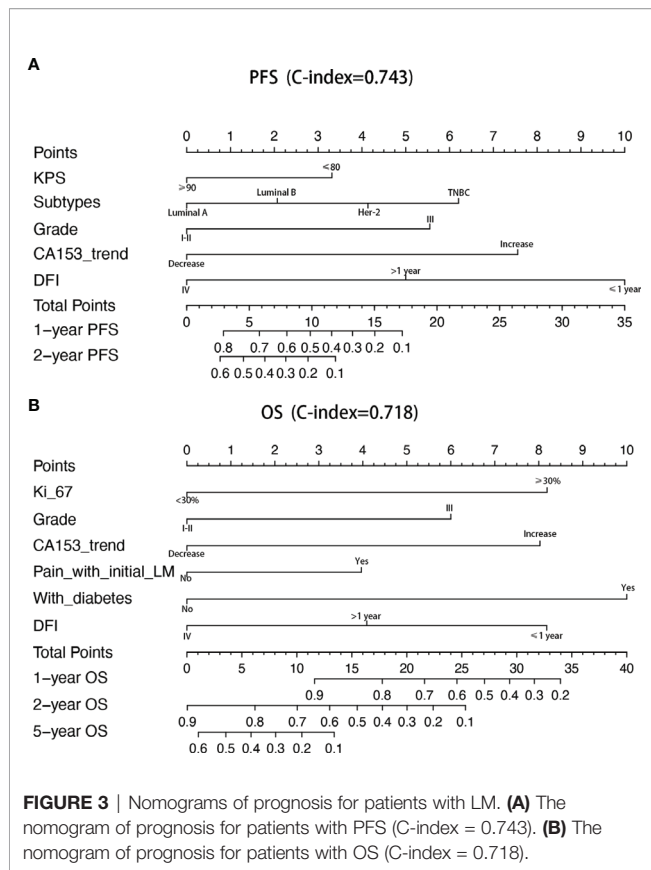 A
PFS (C-index=0.743)
0 1 2 3 4 5 6 7 8 9 10
Points
≤80
KPS
≥90
Luminal B TNBC
Subtypes
Luminal A Her-2
III
Grade
I-II
Increase
CA153_trend
Decrease
>1 year
DFI
IV ≤1 year
Total Points
0 5 10 15 20 25 30 35
1-year PFS
0.8 0.7 0.6 0.5 0.4 0.3 0.2 0.1
2-year PFS
0.6 0.5 0.4 0.3 0.2 0.1
B
OS (C-index=0.718)
0 1 2 3 4 5 6 7 8 9 10
Points
≥30%
Ki_67
<30%
III
Grade
I-II
Increase
CA153_trend
Decrease
Yes
Pain_with_initial_LM
No
Yes
With_diabetes
No
>1 year
DFI
IV ≤1 year
Total Points
0 5 10 15 20 25 30 35 40
1-year OS
0.9 0.8 0.7 0.6 0.5 0.4 0.3 0.2
2-year OS
0.9 0.8 0.7 0.6 0.5 0.4 0.3 0.2 0.1
5-year OS
0.6 0.5 0.4 0.3 0.2 0.1
FIGURE 3 | Nomograms of prognosis for patients with LM. (A) The
nomogram of prognosis for patients with PFS (C-index = 0.743). (B) The
nomogram of prognosis for patients with OS (C-index = 0.718).